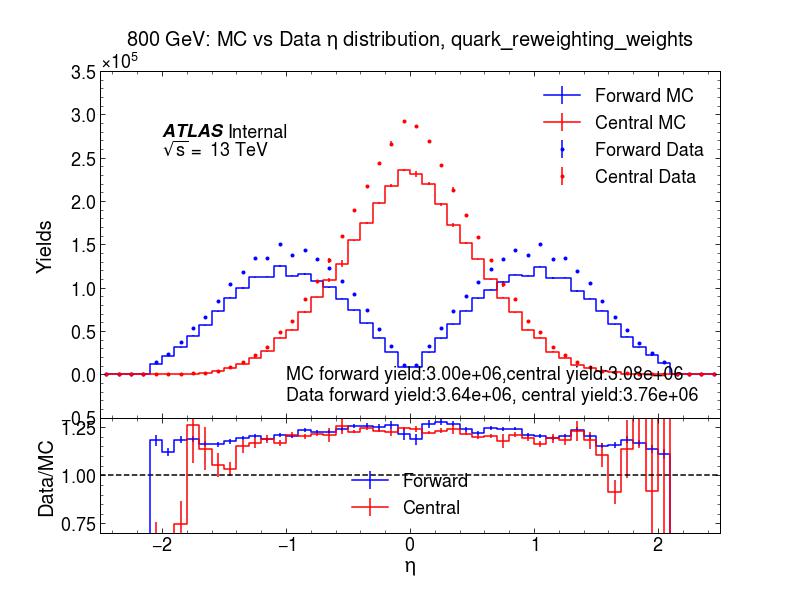 800 GeV: MC vs Data η distribution, quark_reweighting_weights
×10⁵
3.5
3.0
2.5
2.0
1.5
1.0
0.5
0.0
0.5
Yields
ATLAS Internal
√s = 13 TeV
Forward MC
Central MC
Forward Data
Central Data
MC forward yield:3.00e+06,central yield:3.08e+06
Data forward yield:3.64e+06, central yield:3.76e+06
1.25
1.00
0.75
Data/MC
Forward
Central
−2 −1 0 1 2
η